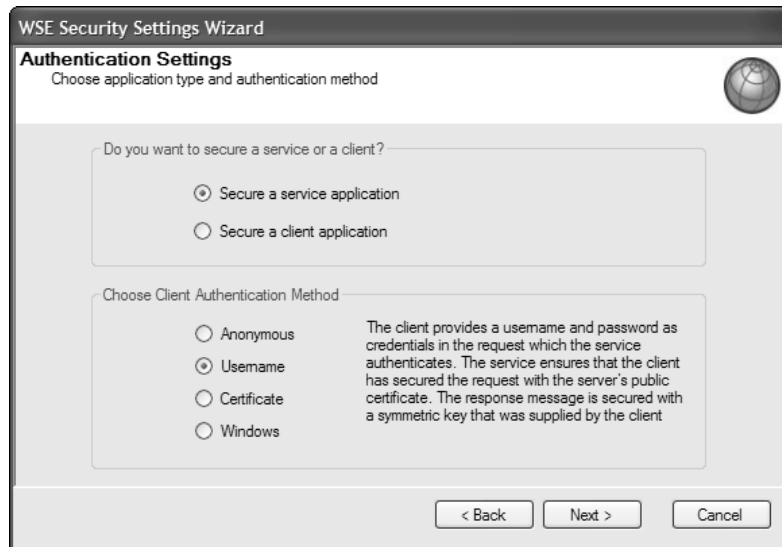 WSE Security Settings Wizard
Authentication Settings
Choose application type and authentication method
Do you want to secure a service or a client?
Secure a service application
Secure a client application
Choose Client Authentication Method
Anonymous
Username
Certificate
Windows
The client provides a username and password as
credentials in the request which the service
authenticates. The service ensures that the client
has secured the request with the server's public
certificate. The response message is secured with
a symmetric key that was supplied by the client
< Back
Next >
Cancel